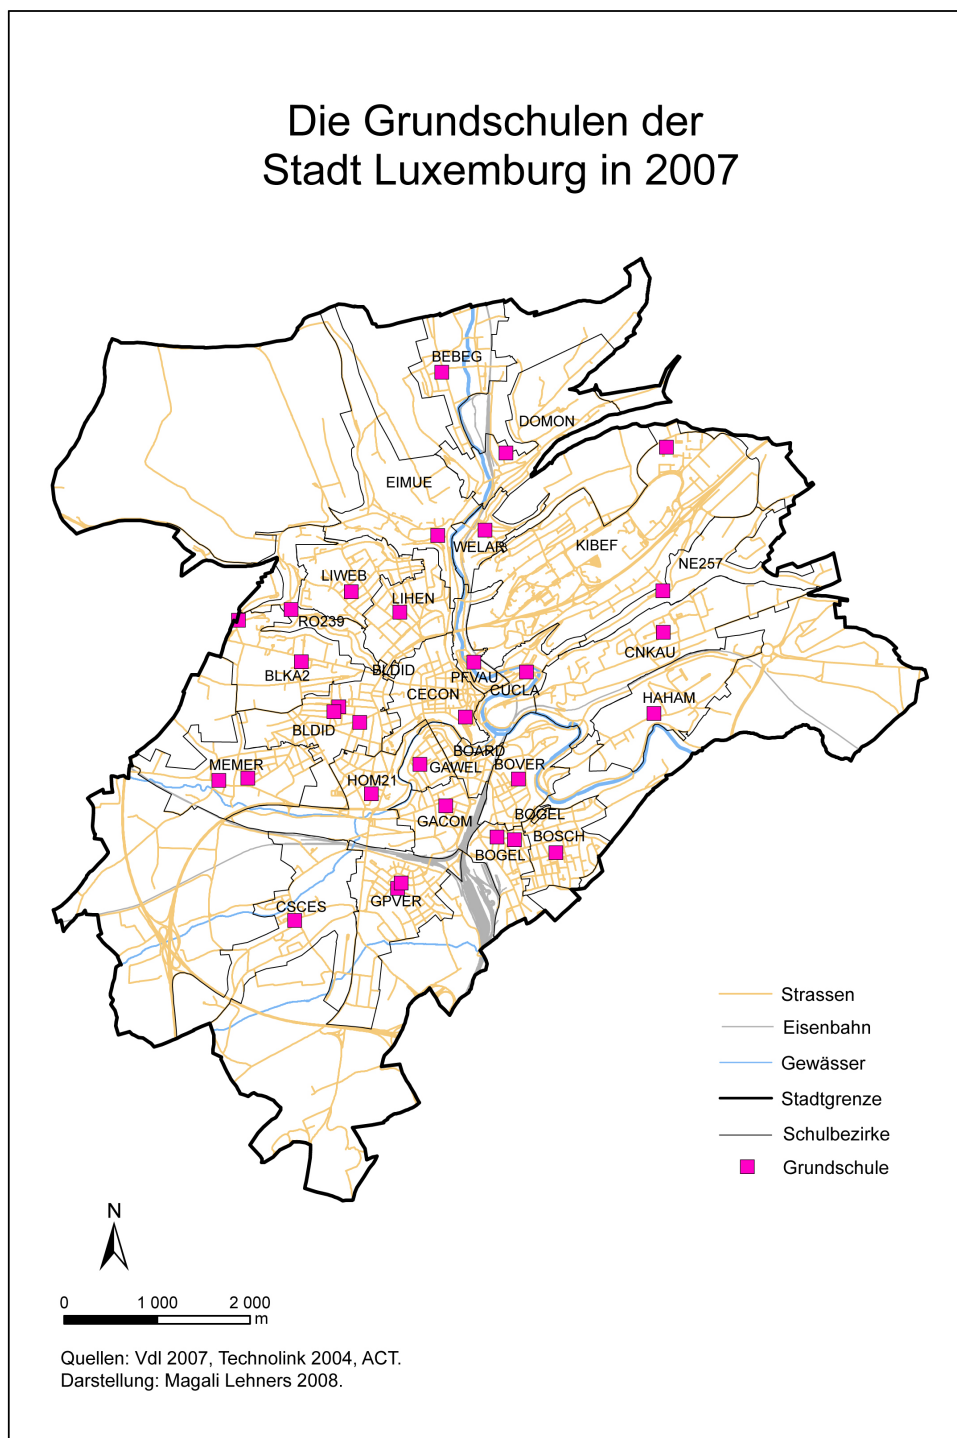 Die Grundschulen der
Stadt Luxemburg in 2007
BEBEG
DOMON
EIMUE
WELAR
KIBEF
NE257
LIWEB
LIHEN
RO239
CNKAU
BLKA2
BLDID
PFVAU
CUCLA
CECON
HAHAM
BLDID
BOARD
MEMER
GAWEL
BOVER
HOM21
GACOM
BOGEL
BOSCH
BOGEL
GPVER
CSCES
Strassen
Eisenbahn
Gewässer
Stadtgrenze
Schulbezirke
Grundschule
N
0 1 000 2 000
m
Quellen: Vdl 2007, Technolink 2004, ACT.
Darstellung: Magali Lehners 2008.